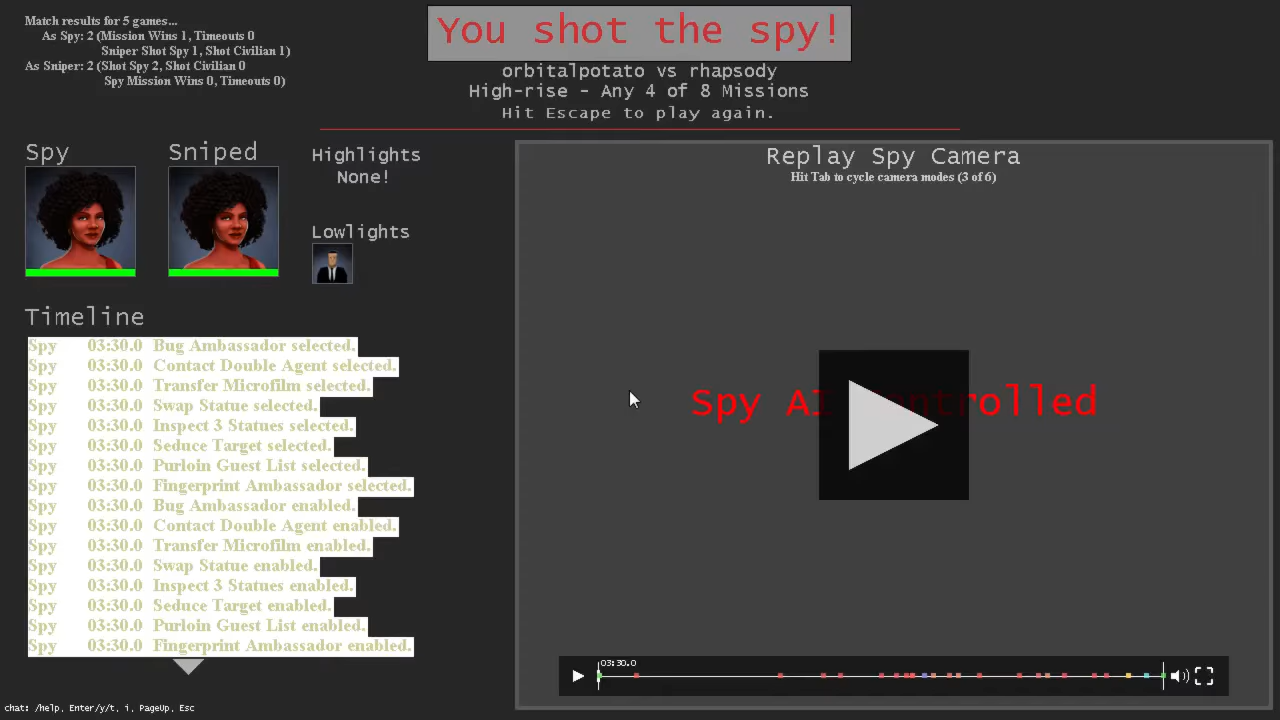 Match results for 5 games...
As Spy: 2 (Mission Wins 1, Timeouts 0
Sniper Shot Spy 1, Shot Civilian 1)
As Sniper: 2 (Shot Spy 2, Shot Civilian 0
Spy Mission Wins 0, Timeouts 0)
You shot the spy!
orbitalpotato vs rhapsody
High-rise - Any 4 of 8 Missions
Hit Escape to play again.
Spy
Sniped
Highlights
None!
Lowlights
Timeline
Spy 03:30.0 Bug Ambassador selected.
Spy 03:30.0 Contact Double Agent selected.
Spy 03:30.0 Transfer Microfilm selected.
Spy 03:30.0 Swap Statue selected.
Spy 03:30.0 Inspect 3 Statues selected.
Spy 03:30.0 Seduce Target selected.
Spy 03:30.0 Purloin Guest List selected.
Spy 03:30.0 Fingerprint Ambassador selected.
Spy 03:30.0 Bug Ambassador enabled.
Spy 03:30.0 Contact Double Agent enabled.
Spy 03:30.0 Transfer Microfilm enabled.
Spy 03:30.0 Swap Statue enabled.
Spy 03:30.0 Inspect 3 Statues enabled.
Spy 03:30.0 Seduce Target enabled.
Spy 03:30.0 Purloin Guest List enabled.
Spy 03:30.0 Fingerprint Ambassador enabled.
Replay Spy Camera
Hit Tab to cycle camera modes (3 of 6)
Spy AI Controlled
03:30.0
chat: /help, Enter/y/t, i, PageUp, Esc